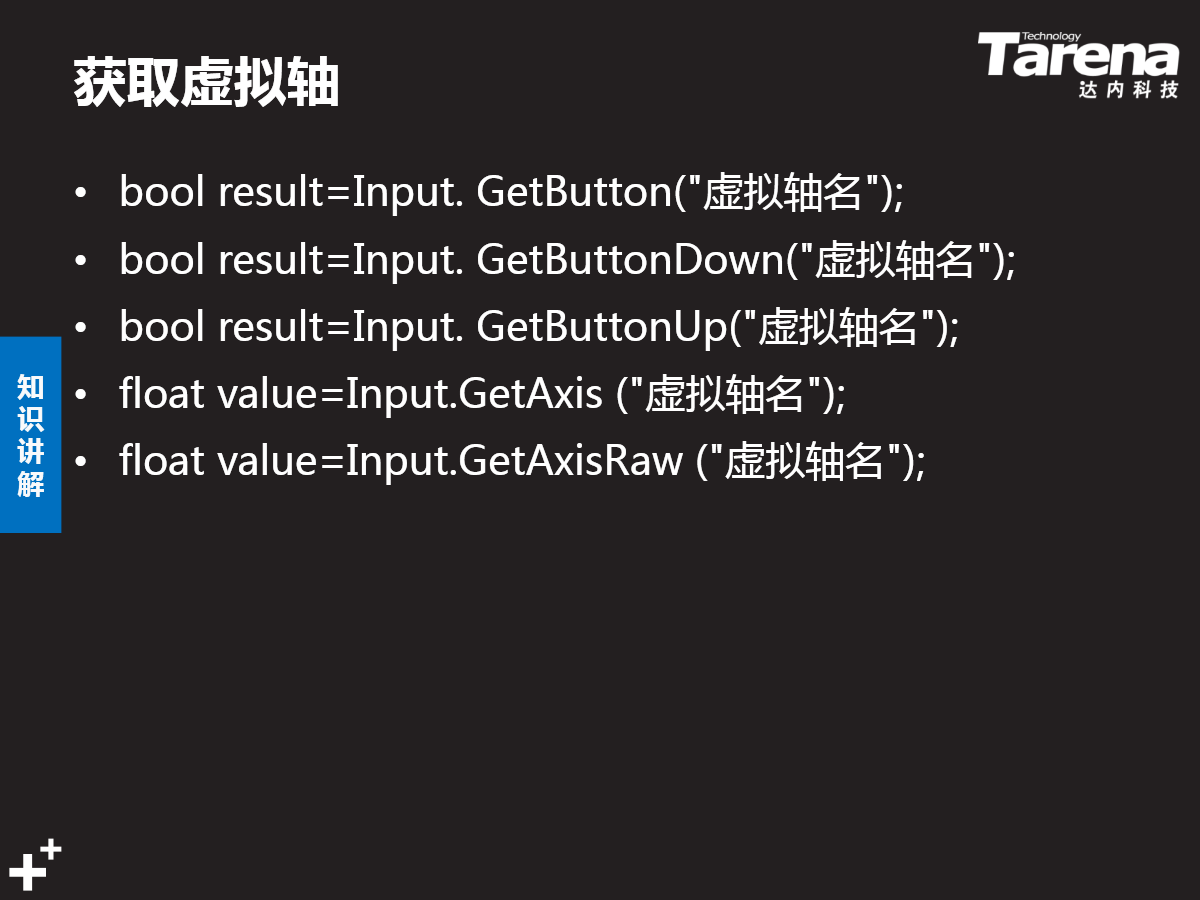 获取虚拟轴
Technology
Tarena
达内科技
• bool result=Input. GetButton("虚拟轴名");
• bool result=Input. GetButtonDown("虚拟轴名");
• bool result=Input. GetButtonUp("虚拟轴名");
• float value=Input.GetAxis ("虚拟轴名");
• float value=Input.GetAxisRaw ("虚拟轴名");
知识讲解